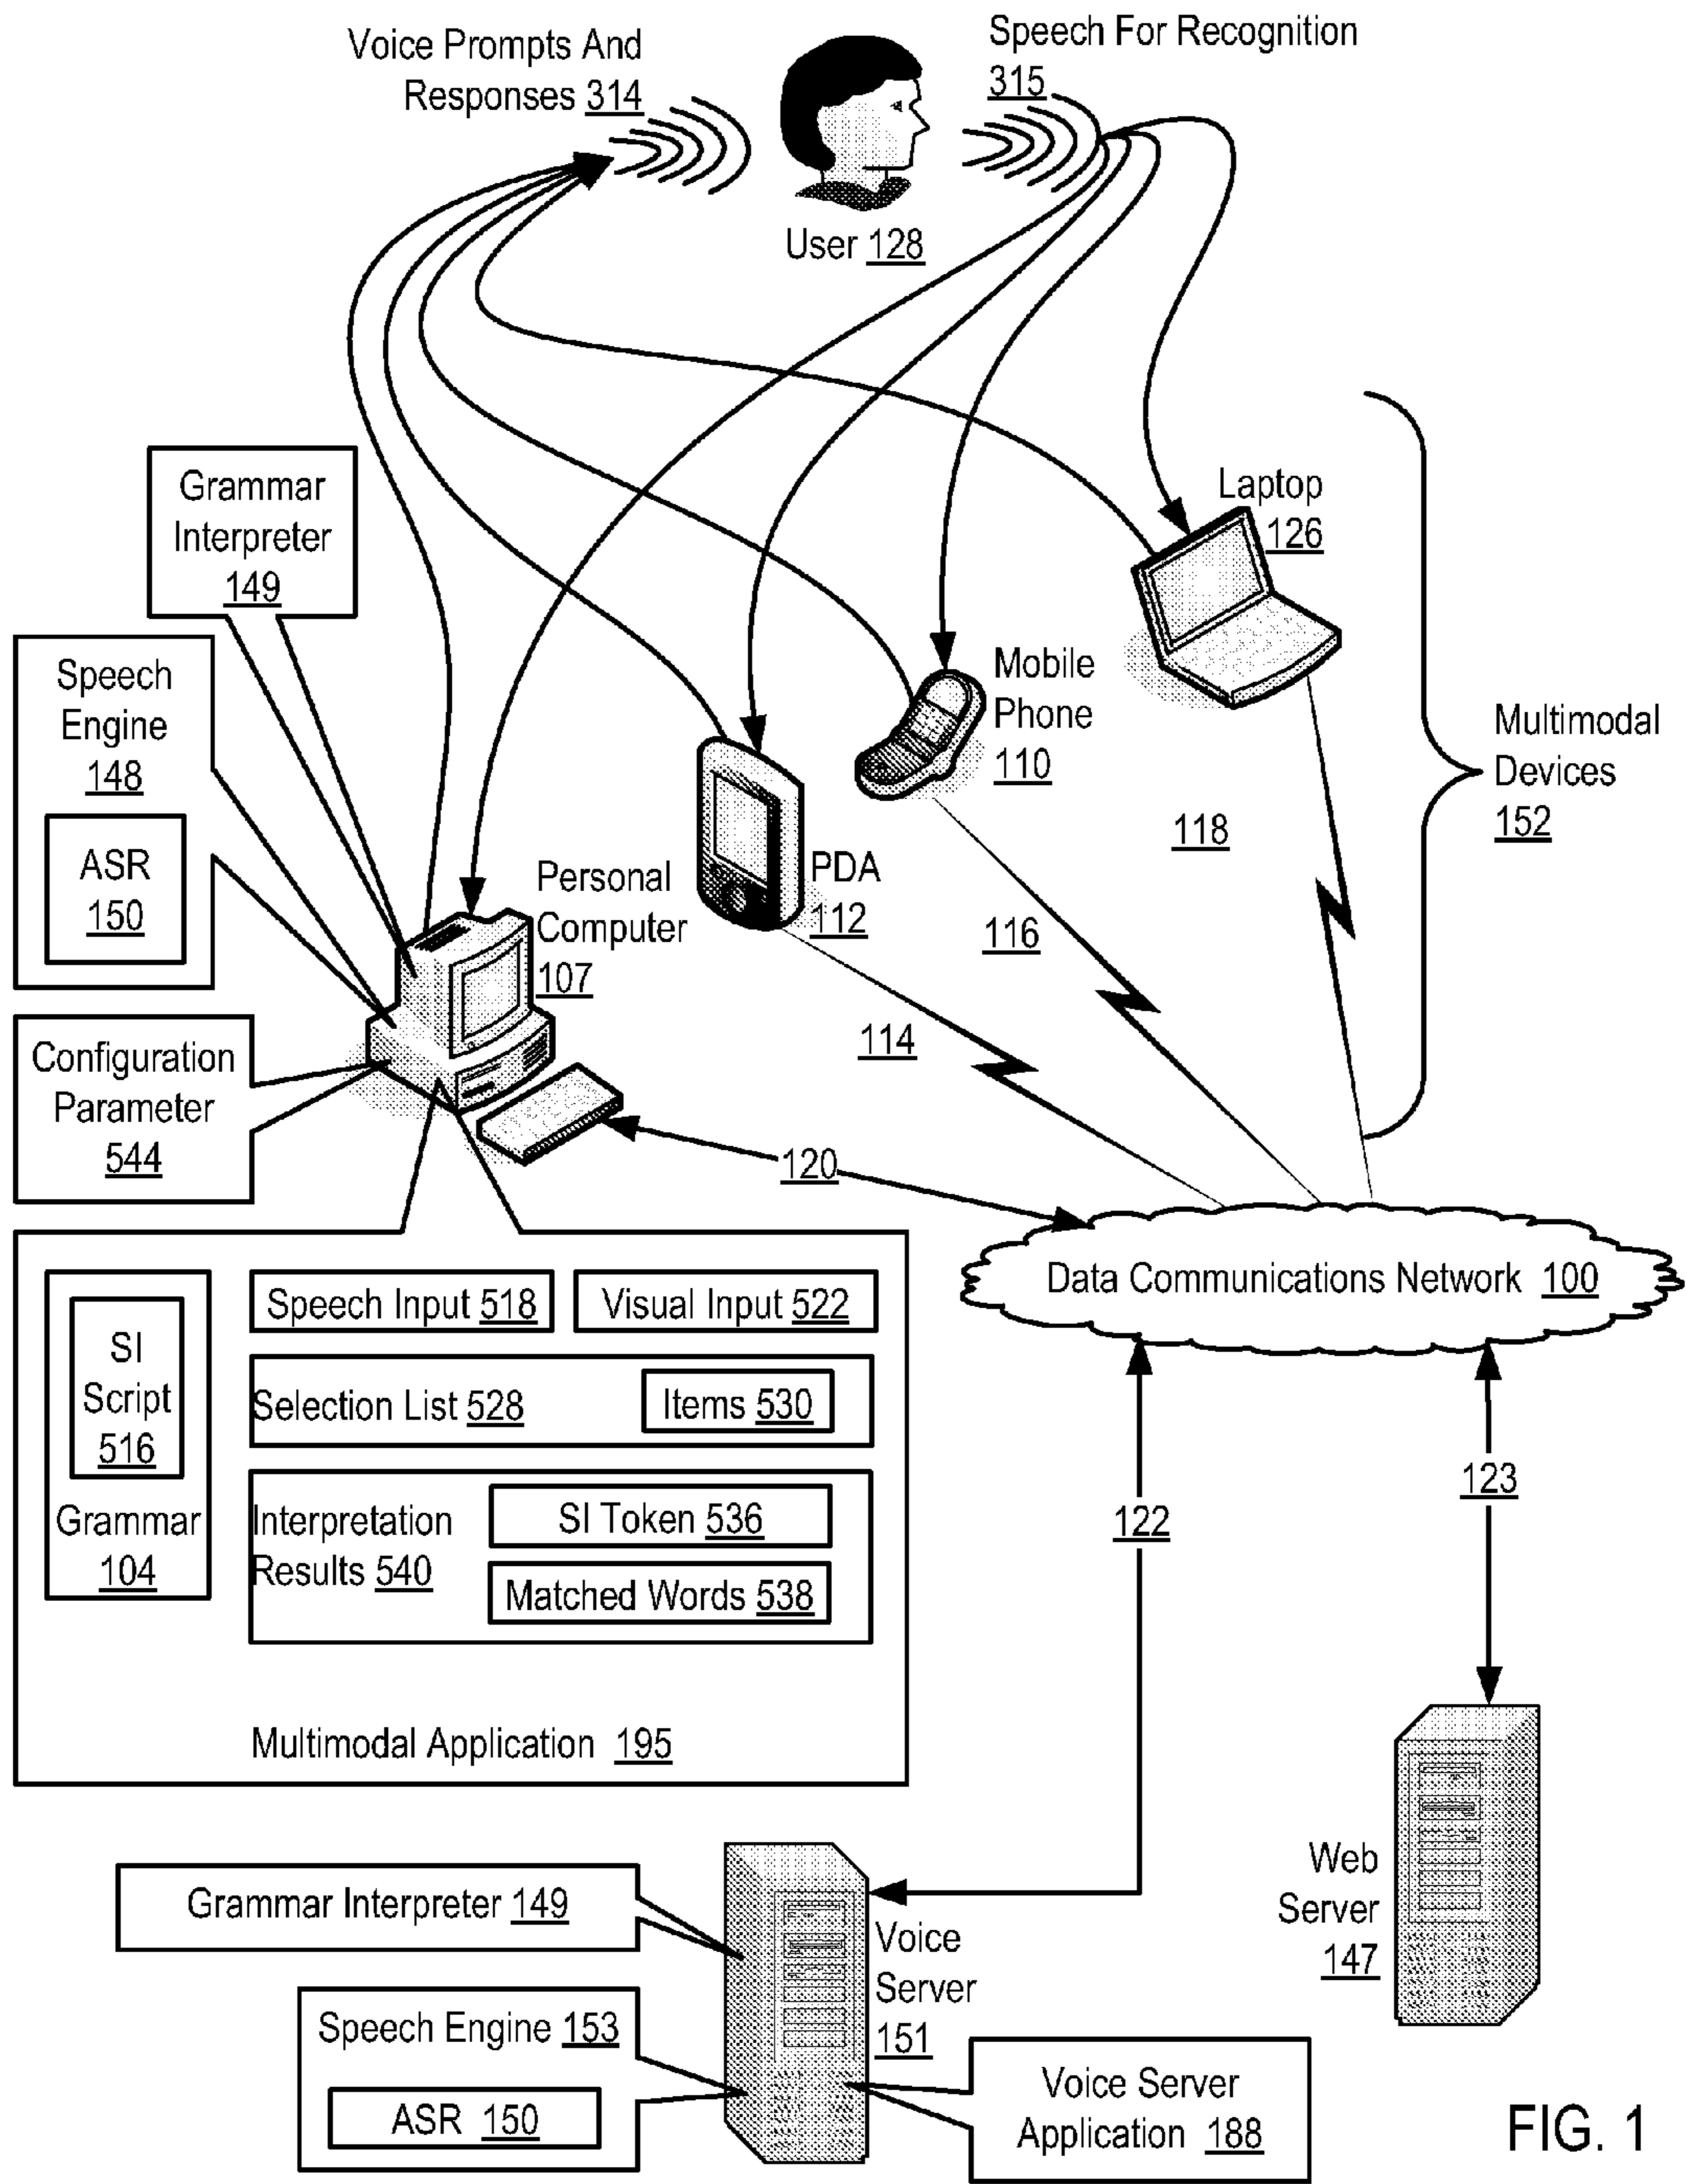 Voice Prompts And
Responses 314
Speech For Recognition
315
User 128
Grammar
Interpreter
149
Laptop
126
Speech
Engine
148
ASR
150
Mobile
Phone
110
Multimodal
Devices
152
118
PDA
112
Personal
Computer
107
116
114
Configuration
Parameter
544
120
Data Communications Network 100
SI
Script
516
Grammar
104
Speech Input 518
Visual Input 522
Selection List 528
Items 530
Interpretation
Results 540
SI Token 536
Matched Words 538
Multimodal Application 195
122
123
Grammar Interpreter 149
Speech Engine 153
ASR 150
Voice
Server
151
Web
Server
147
Voice Server
Application 188
FIG. 1